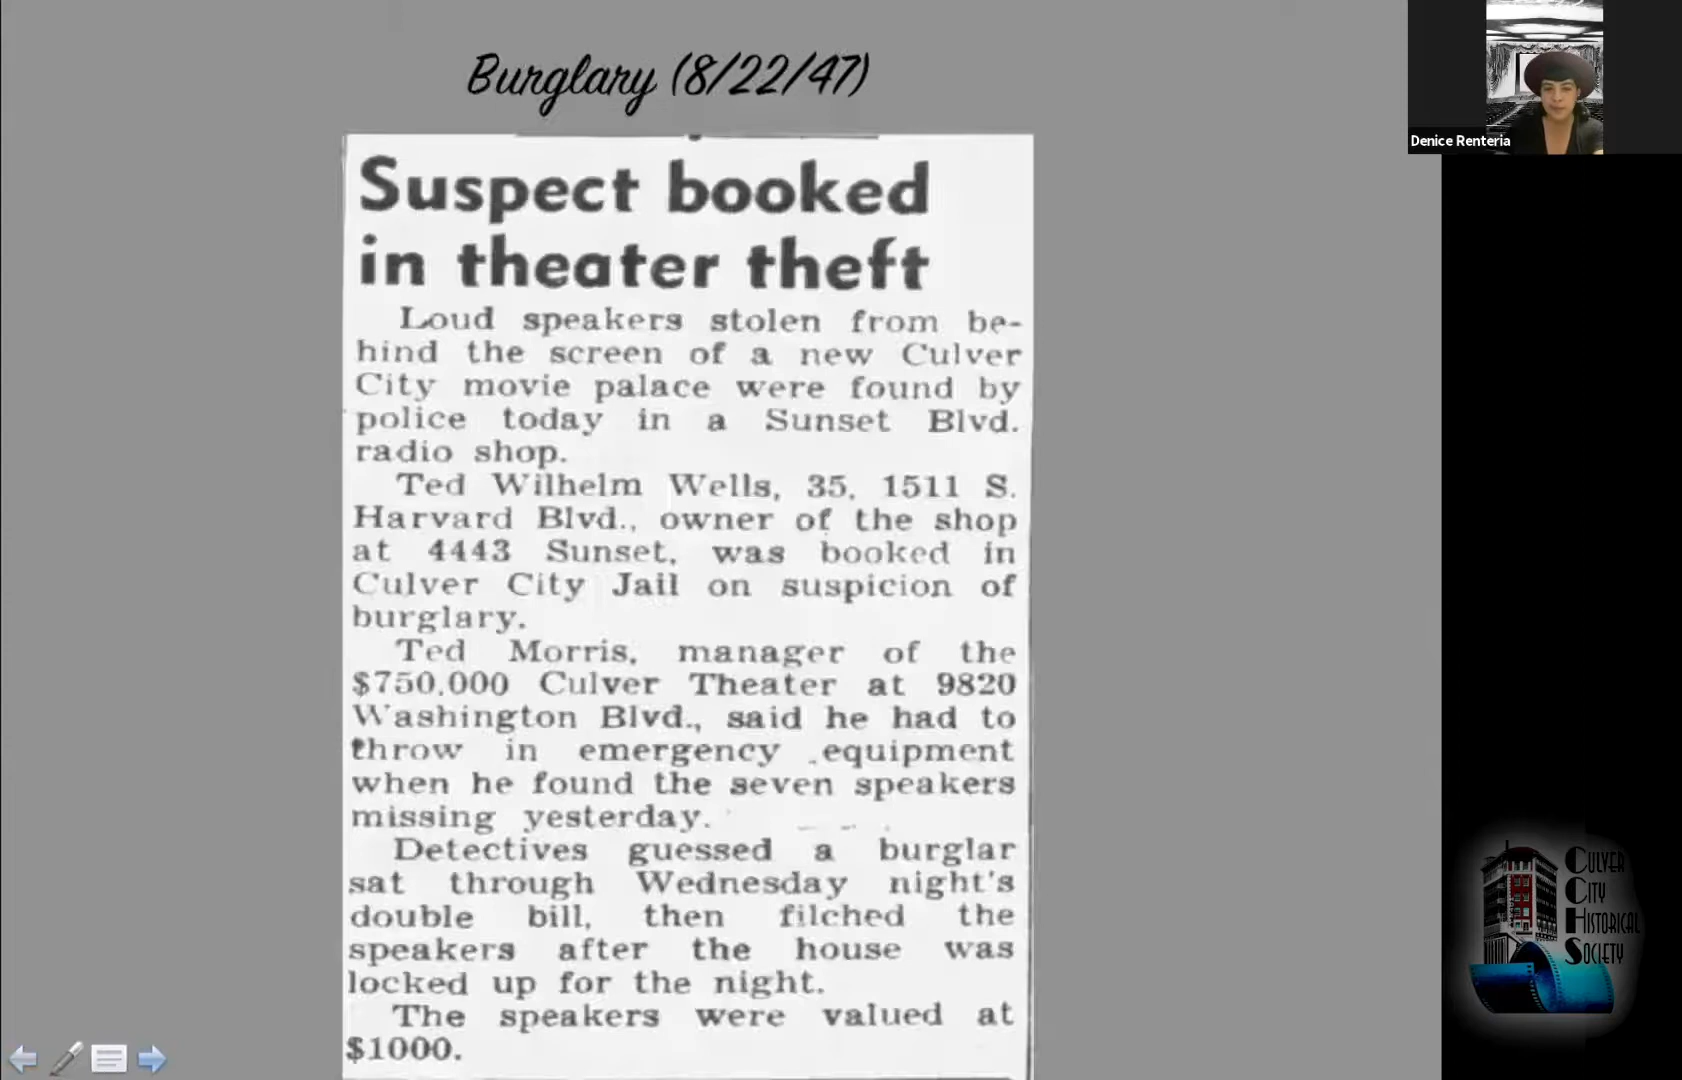 Burglary (8/22/47)
Denice Renteria
Suspect booked
in theater theft
Loud speakers stolen from be-
hind the screen of a new Culver
City movie palace were found by
police today in a Sunset Blvd.
radio shop.
Ted Wilhelm Wells, 35, 1511 S.
Harvard Blvd., owner of the shop
at 4443 Sunset, was booked in
Culver City Jail on suspicion of
burglary.
Ted Morris, manager of the
$750,000 Culver Theater at 9820
Washington Blvd., said he had to
throw in emergency equipment
when he found the seven speakers
missing yesterday.
Detectives guessed a burglar
sat through Wednesday night's
double bill, then filched the
speakers after the house was
locked up for the night.
The speakers were valued at
$1000.
Culver
City
Historical
Society